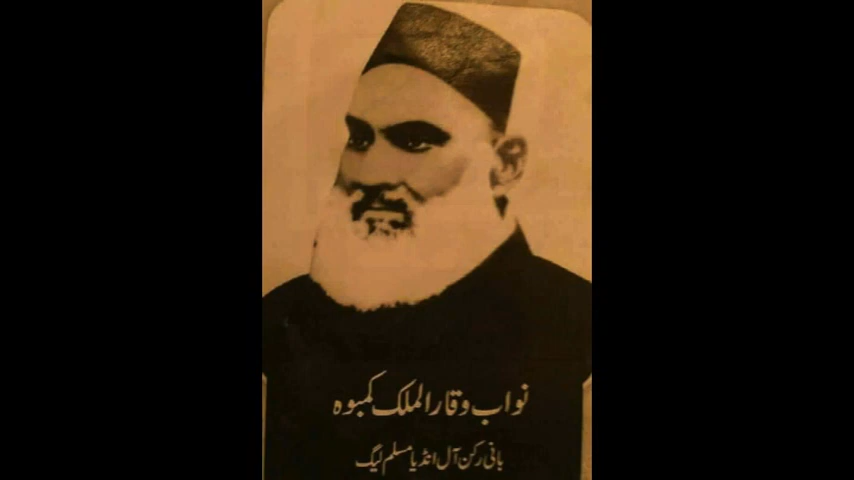 نواب وقار الملک کمبوہ
بانی رکن آل انڈیا مسلم لیگ